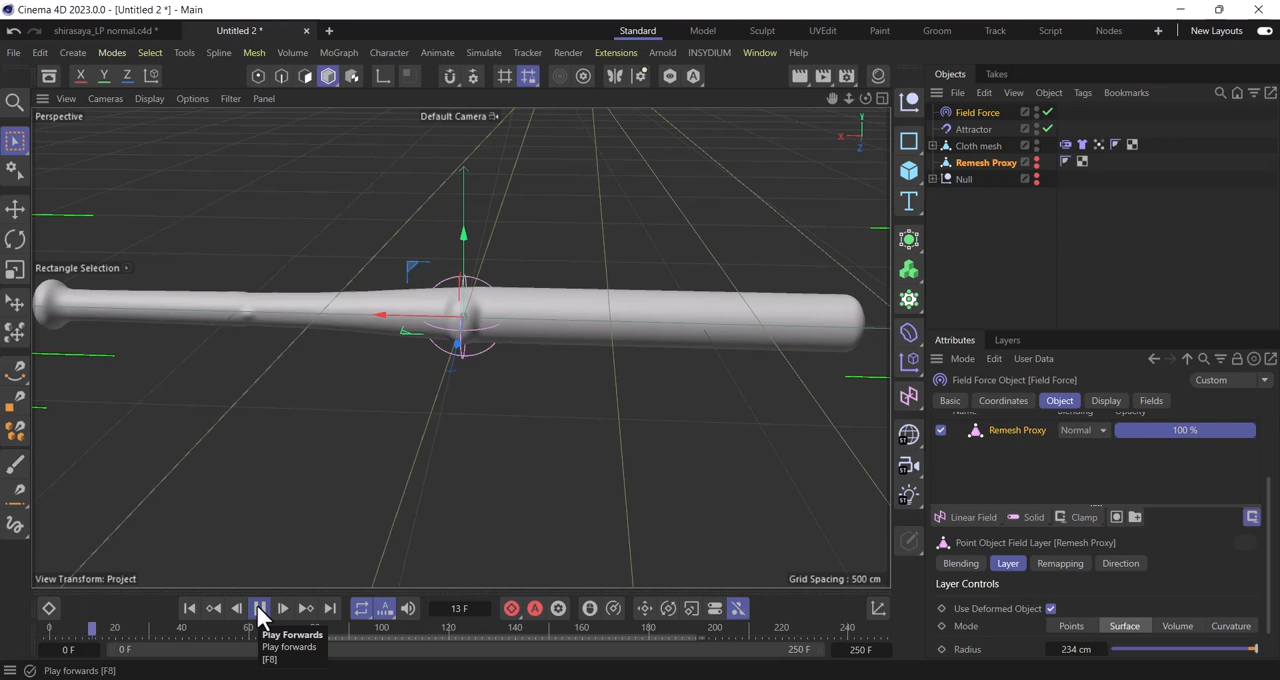 Cinema 4D 2023.0.0 - [Untitled 2 *] - Main
shirasaya_LP normal.c4d *
Untitled 2 *
Standard Model Sculpt UVEdit Paint Groom Track Script Nodes New Layouts
File Edit Create Modes Select Tools Spline Mesh Volume MoGraph Character Animate Simulate Tracker Render Extensions Arnold INSYDIUM Window Help
X Y Z
Objects Takes
View Cameras Display Options Filter Panel
File Edit View Object Tags Bookmarks
Perspective
Default Camera
Y
X
Z
Field Force
Attractor
Cloth mesh
Remesh Proxy
Null
Rectangle Selection
Attributes Layers
Mode Edit User Data
Field Force Object [Field Force]
Custom
Basic Coordinates Object Display Fields
Name Blending Opacity
Remesh Proxy Normal 100 %
Linear Field Solid Clamp
Point Object Field Layer [Remesh Proxy]
Blending Layer Remapping Direction
Layer Controls
Use Deformed Object
Mode Points Surface Volume Curvature
Radius 234 cm
View Transform: Project
Grid Spacing : 500 cm
13 F
0 20 40 80 100 120 140 160 180 200 220 240
0 F 0 F 250 F 250 F
Play Forwards
Play forwards
[F8]
Play forwards [F8]